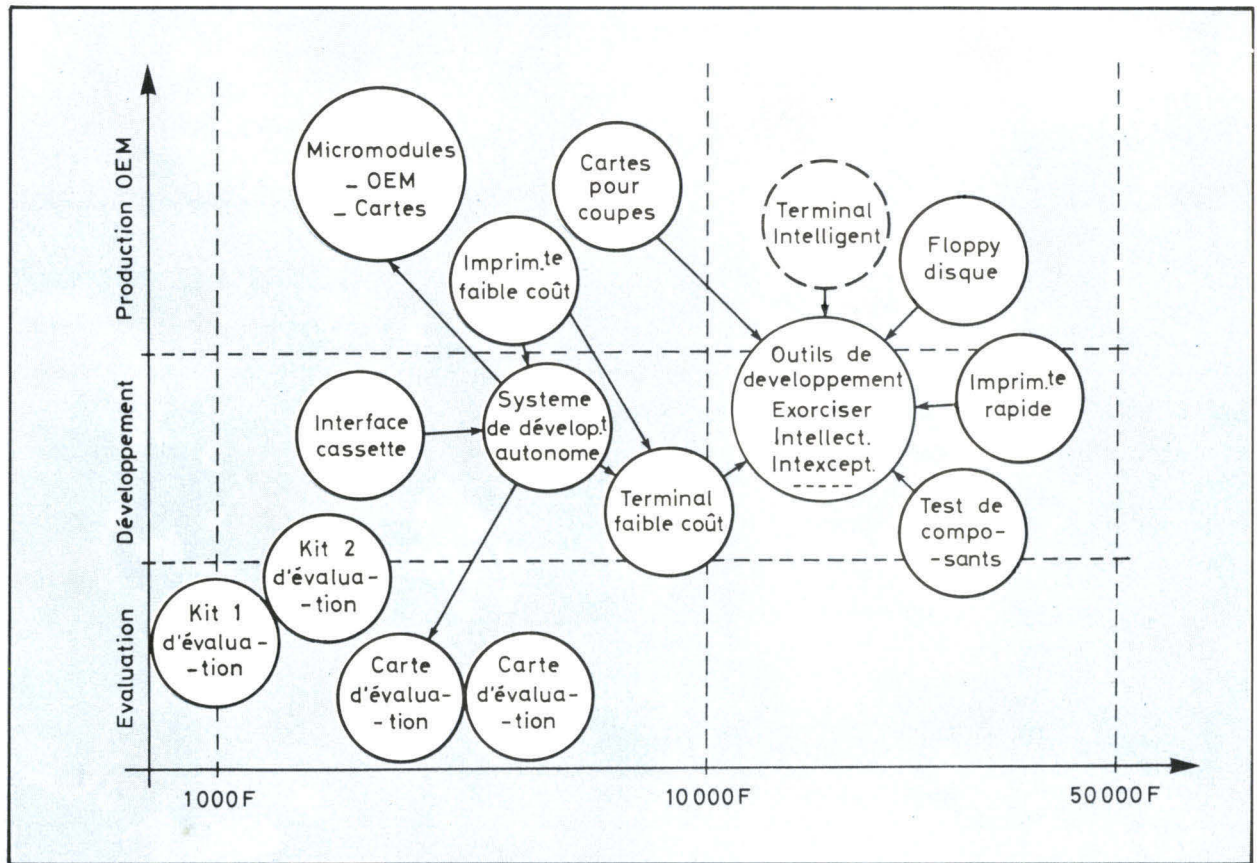 Production OEM
Développement
Evaluation
Micromodules
_ OEM
_ Cartes
Imprim.te
faible coût
Cartes
pour
coupes
Terminal
Intelligent
Floppy
disque
Interface
cassette
Systeme
de dévelop.t
autonome
Terminal
faible coût
Outils de
developpement
Exorciser
Intellect.
Intexcept.
Imprim.te
rapide
Test de
compo-
-sants
Kit 1
d'évalua-
-tion
Kit 2
d'évalua-
-tion
Carte
d'évalua-
-tion
Carte
d'évalua-
-tion
1000F
10000F
50000F